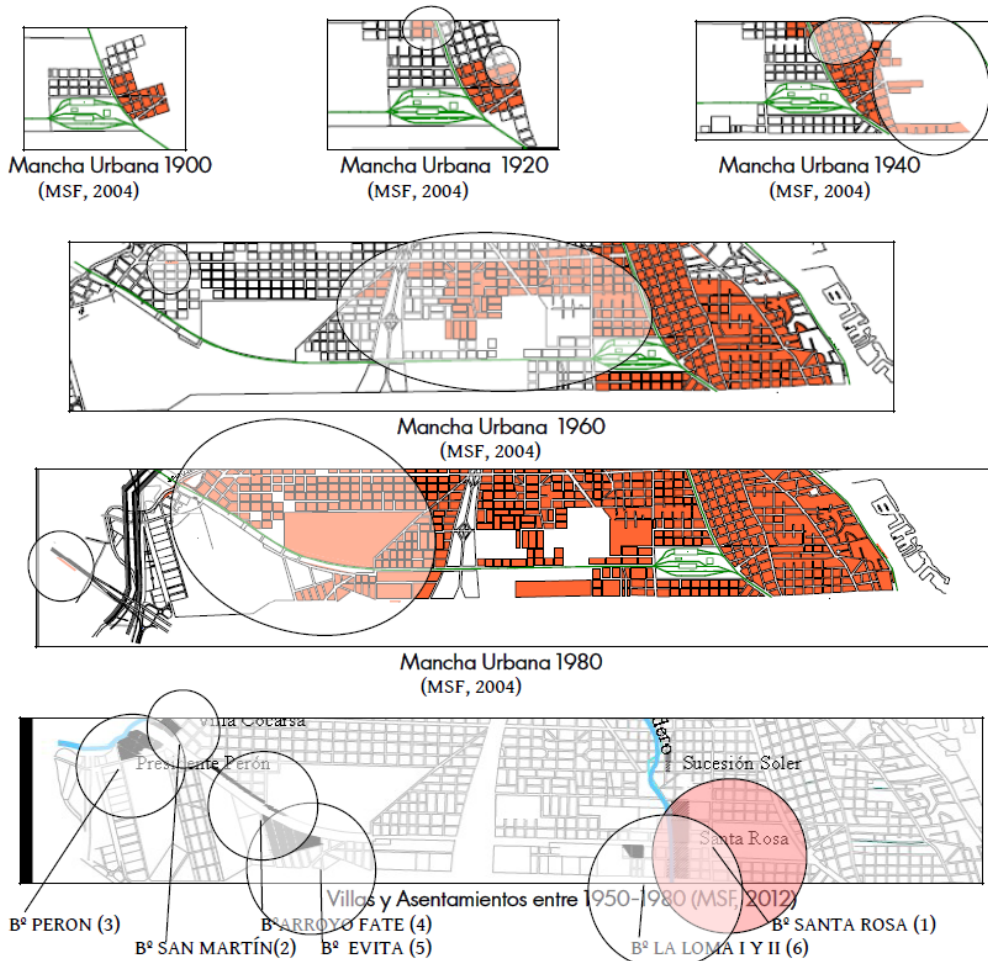 Mancha Urbana 1900
(MSF, 2004)
Mancha Urbana 1920
(MSF, 2004)
Mancha Urbana 1940
(MSF, 2004)
Mancha Urbana 1960
(MSF, 2004)
Mancha Urbana 1980
(MSF, 2004)
Villa Cocarsa
Presidente Perón
Sucesión Soler
Santa Rosa
Villas y Asentamientos entre 1950-1980 (MSF, 2012)
Bº PERON (3)
BºARROYO FATE (4)
Bº SANTA ROSA (1)
Bº SAN MARTÍN(2)
Bº EVITA (5)
Bº LA LOMA I Y II (6)